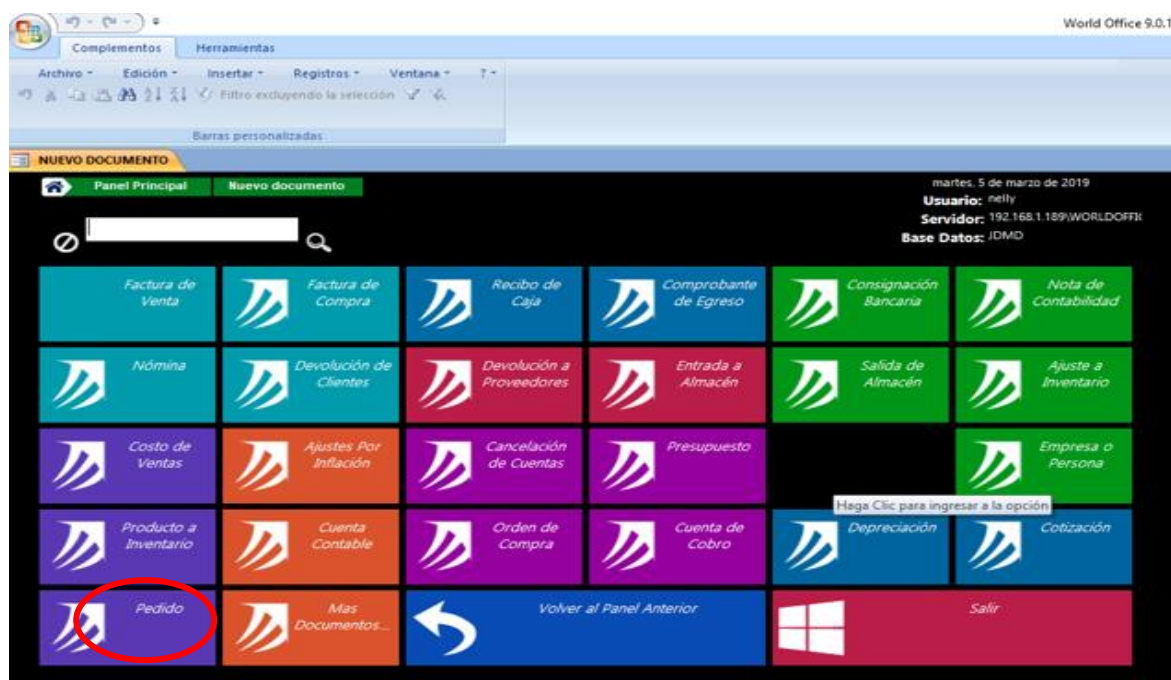 World Office 9.0.1
Complementos Herramientas
Archivo Edición Insertar Registros Ventana ?
Filtro excluyendo la selección
Barras personalizadas
NUEVO DOCUMENTO
Panel Principal Nuevo documento
martes, 5 de marzo de 2019
Usuario: nelly
Servidor: 192.168.1.189\WORLDOFFI
Base Datos: JDMD
Factura de Venta
Factura de Compra
Recibo de Caja
Comprobante de Egreso
Consignación Bancaria
Nota de Contabilidad
Nómina
Devolución de Clientes
Devolución a Proveedores
Entrada a Almacén
Salida de Almacén
Ajuste a Inventario
Costo de Ventas
Ajustes Por Inflación
Cancelación de Cuentas
Presupuesto
Empresa o Persona
Haga Clic para ingresar a la opción
Producto a Inventario
Cuenta Contable
Orden de Compra
Cuenta de Cobro
Depreciación
Cotización
Pedido
Mas Documentos...
Volver al Panel Anterior
Salir